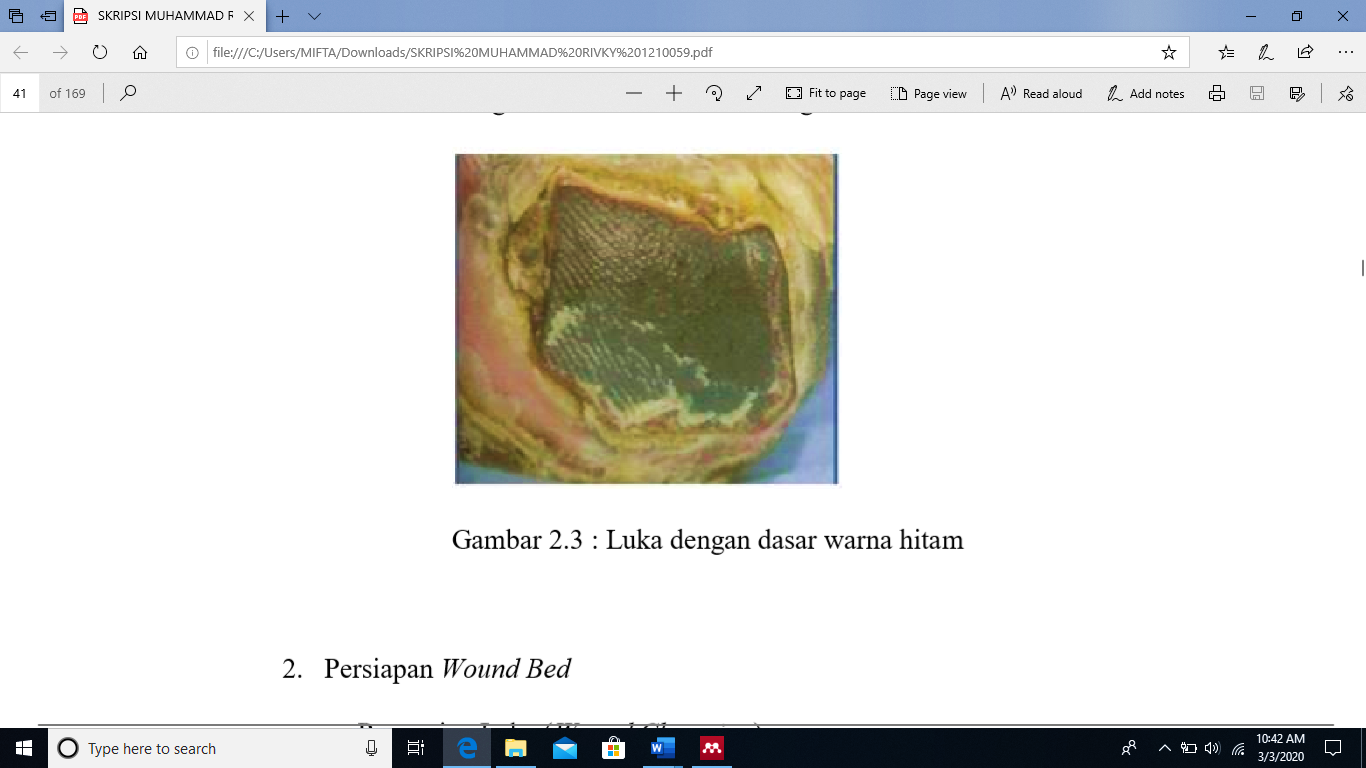 SKRIPSI MUHAMMAD R
file:///C:/Users/MIFTA/Downloads/SKRIPSI%20MUHAMMAD%20RIVKY%201210059.pdf
41 of 169 Fit to page Page view Read aloud Add notes
Gambar 2.3 : Luka dengan dasar warna hitam
2. Persiapan Wound Bed
Type here to search
10:42 AM
3/3/2020